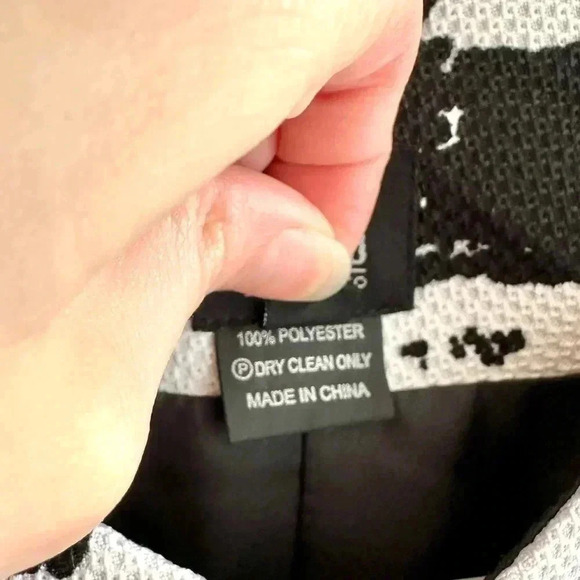 100% POLYESTER
Ⓟ DRY CLEAN ONLY
MADE IN CHINA